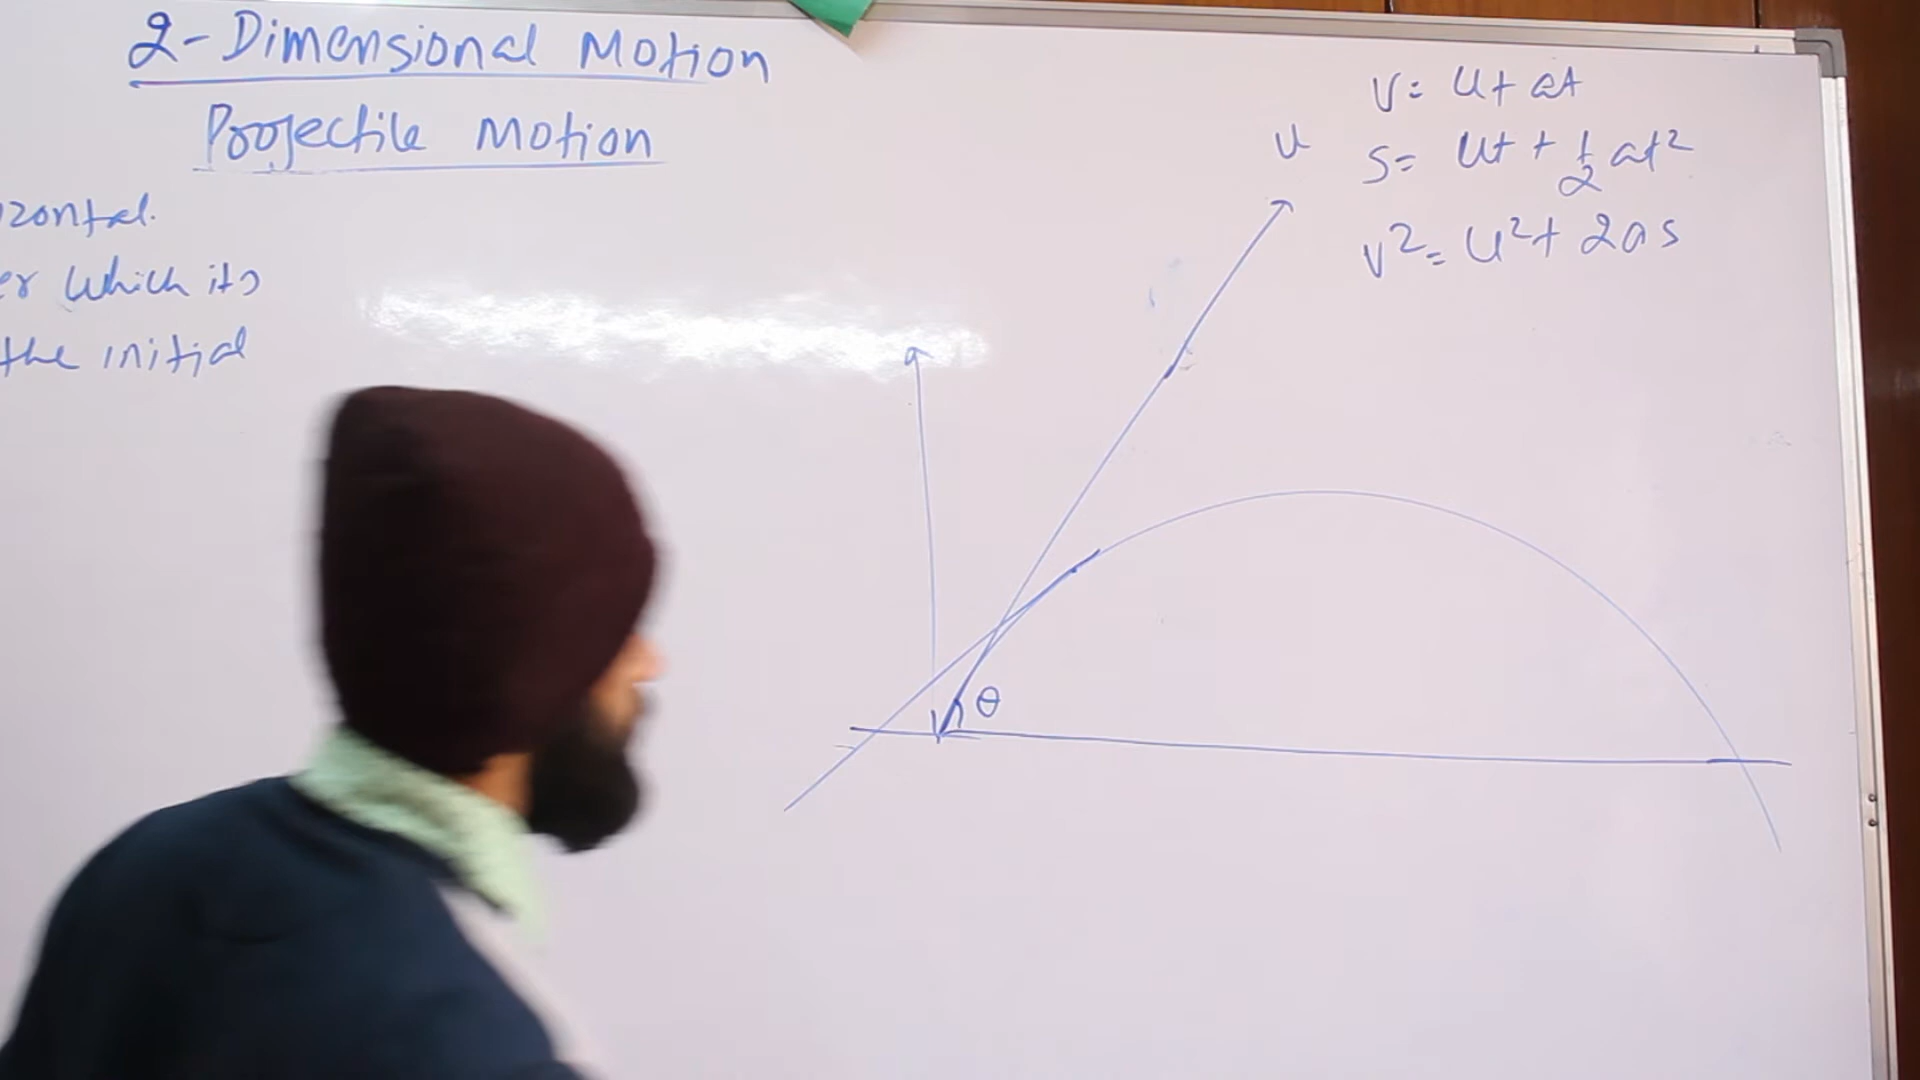 2-Dimensional Motion
Projectile Motion
zontal.
er which its
the initial
u
v = u + at
s = ut + 1/2 at²
v² = u² + 2as
θ